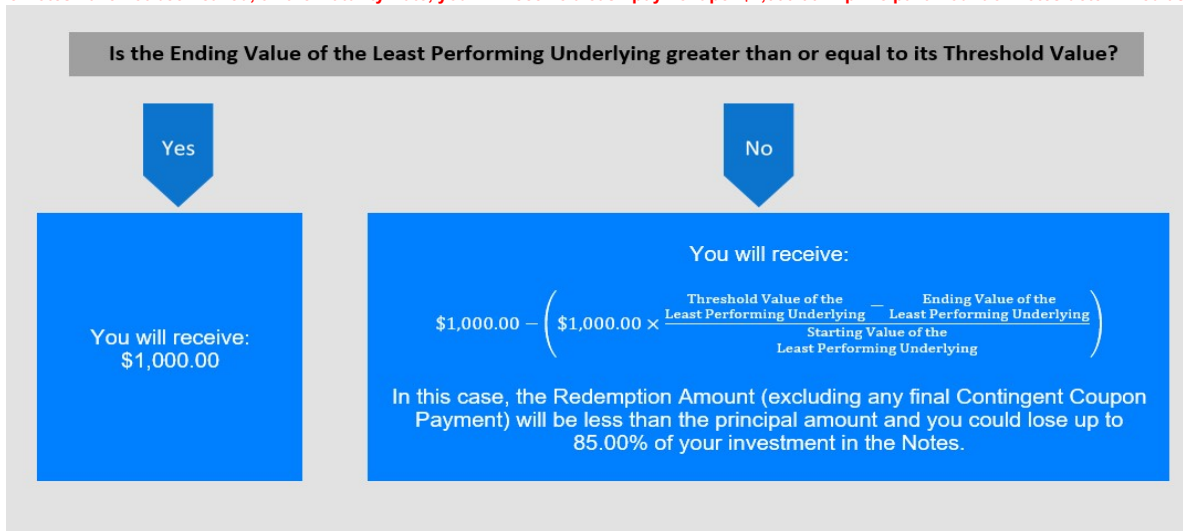 Is the Ending Value of the Least Performing Underlying greater than or equal to its Threshold Value?
Yes
No
You will receive:
$1,000.00
You will receive:
$1,000.00 − ( $1,000.00 × (Threshold Value of the Least Performing Underlying − Ending Value of the Least Performing Underlying) / Starting Value of the Least Performing Underlying )
In this case, the Redemption Amount (excluding any final Contingent Coupon
Payment) will be less than the principal amount and you could lose up to
85.00% of your investment in the Notes.